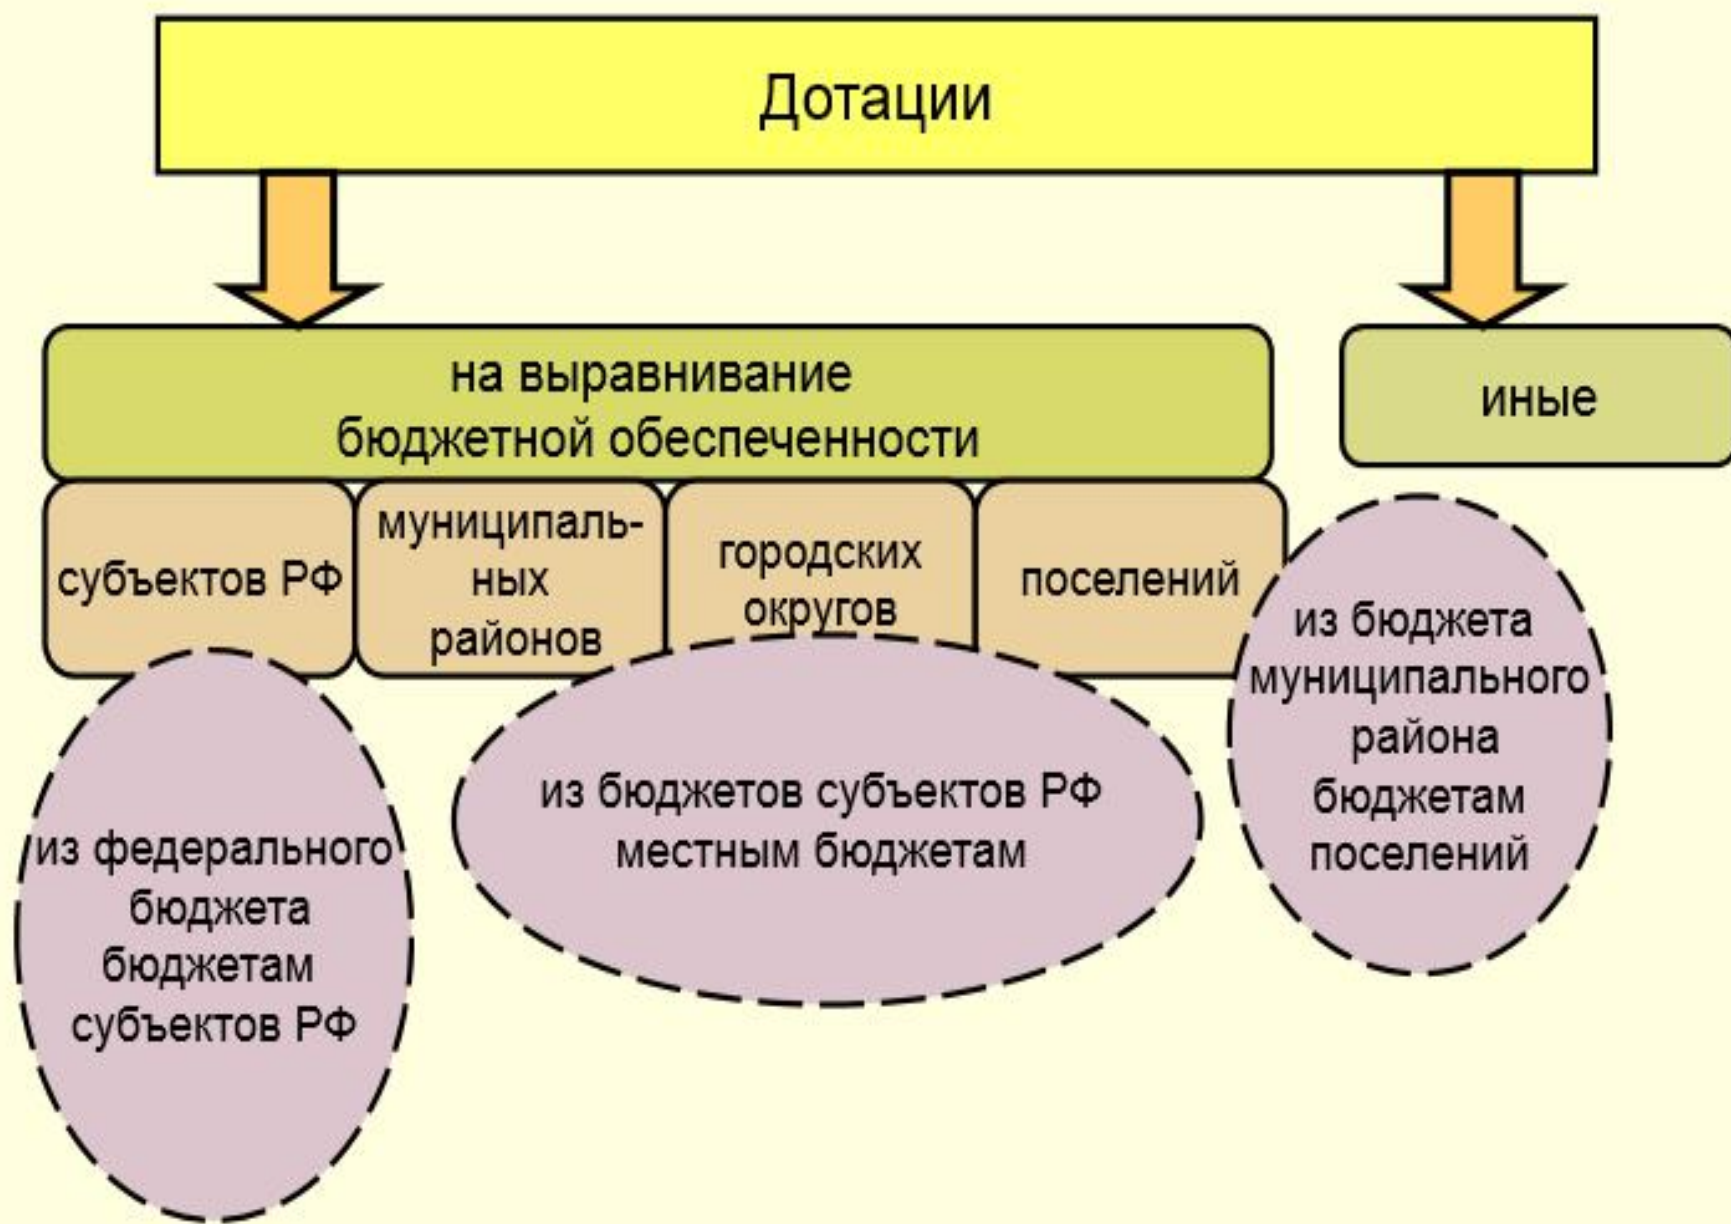 Дотации
на выравнивание
бюджетной обеспеченности
иные
субъектов РФ
муниципаль-
ных
районов
городских
округов
поселений
из федерального
бюджета
бюджетам
субъектов РФ
из бюджетов субъектов РФ
местным бюджетам
из бюджета
муниципального
района
бюджетам
поселений